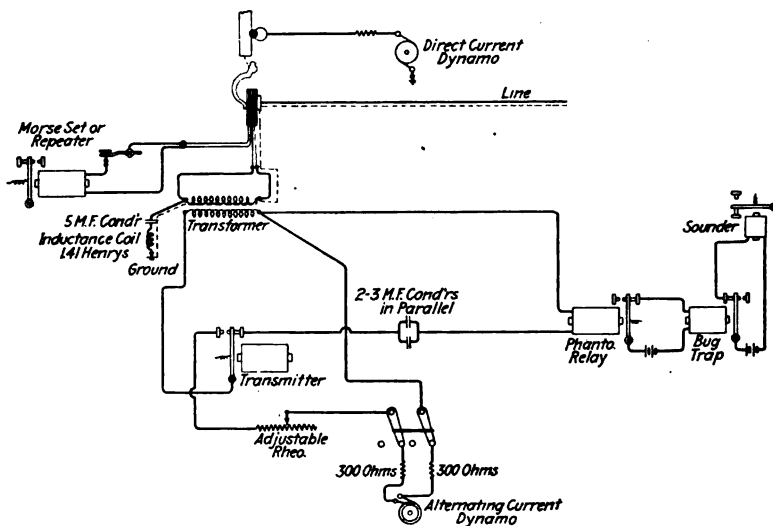 Direct Current
Dynamo
Line
Morse Set or
Repeater
5 M.F. Cond'r
Inductance Coil
1.41 Henrys
Ground
Transformer
Sounder
2-3 M.F. Cond'rs
in Parallel
Phanto.
Relay
Bug
Trap
Transmitter
Adjustable
Rheo.
300 Ohms
300 Ohms
Alternating Current
Dynamo